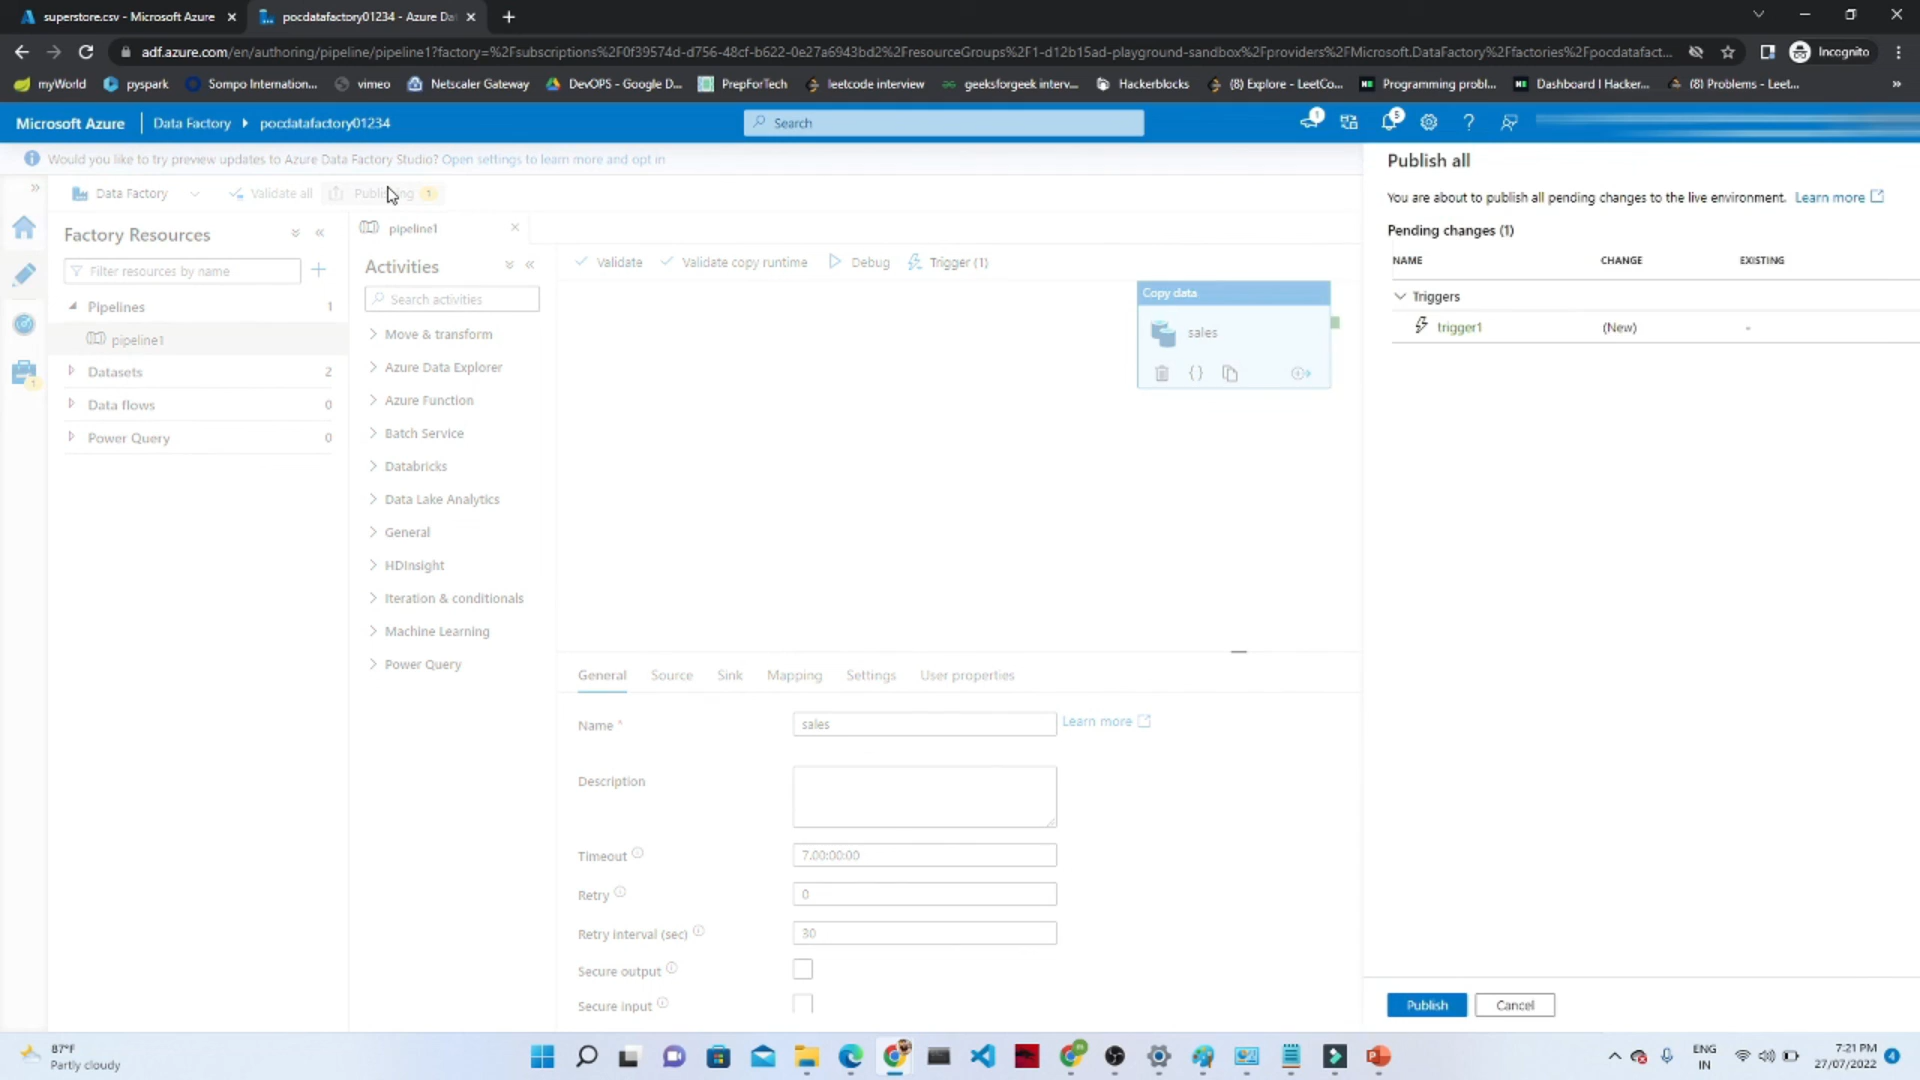 superstore.csv - Microsoft Azure
pocdatafactory01234 - Azure Dat
adf.azure.com/en/authoring/pipeline/pipeline1?factory=%2Fsubscriptions%2F0f39574d-d756-48cf-b622-0e27a6943bd2%2FresourceGroups%2F1-d12b15ad-playground-sandbox%2Fproviders%2FMicrosoft.DataFactory%2Ffactories%2Fpocdatafact...
Incognito
myWorld
pyspark
Sompo Internation...
vimeo
Netscaler Gateway
DevOPS - Google D...
PrepForTech
leetcode interview
geeksforgeek interv...
Hackerblocks
(8) Explore - LeetCo...
Programming probl...
Dashboard | Hacker...
(8) Problems - Leet...
»
Microsoft Azure
Data Factory
pocdatafactory01234
Search
1
5
Would you like to try preview updates to Azure Data Factory Studio? Open settings to learn more and opt in
Data Factory
Validate all
Publishing
1
Factory Resources
Filter resources by name
Pipelines
1
pipeline1
Datasets
2
Data flows
0
Power Query
0
1
pipeline1
Activities
Search activities
Move & transform
Azure Data Explorer
Azure Function
Batch Service
Databricks
Data Lake Analytics
General
HDInsight
Iteration & conditionals
Machine Learning
Power Query
Validate
Validate copy runtime
Debug
Trigger (1)
Copy data
sales
General
Source
Sink
Mapping
Settings
User properties
Name *
sales
Learn more
Description
Timeout
7.00:00:00
Retry
0
Retry interval (sec)
30
Secure output
Secure input
Publish all
You are about to publish all pending changes to the live environment. Learn more
Pending changes (1)
NAME
CHANGE
EXISTING
Triggers
trigger1
(New)
-
Publish
Cancel
87°F
Partly cloudy
ENG
IN
7:21 PM
27/07/2022
4